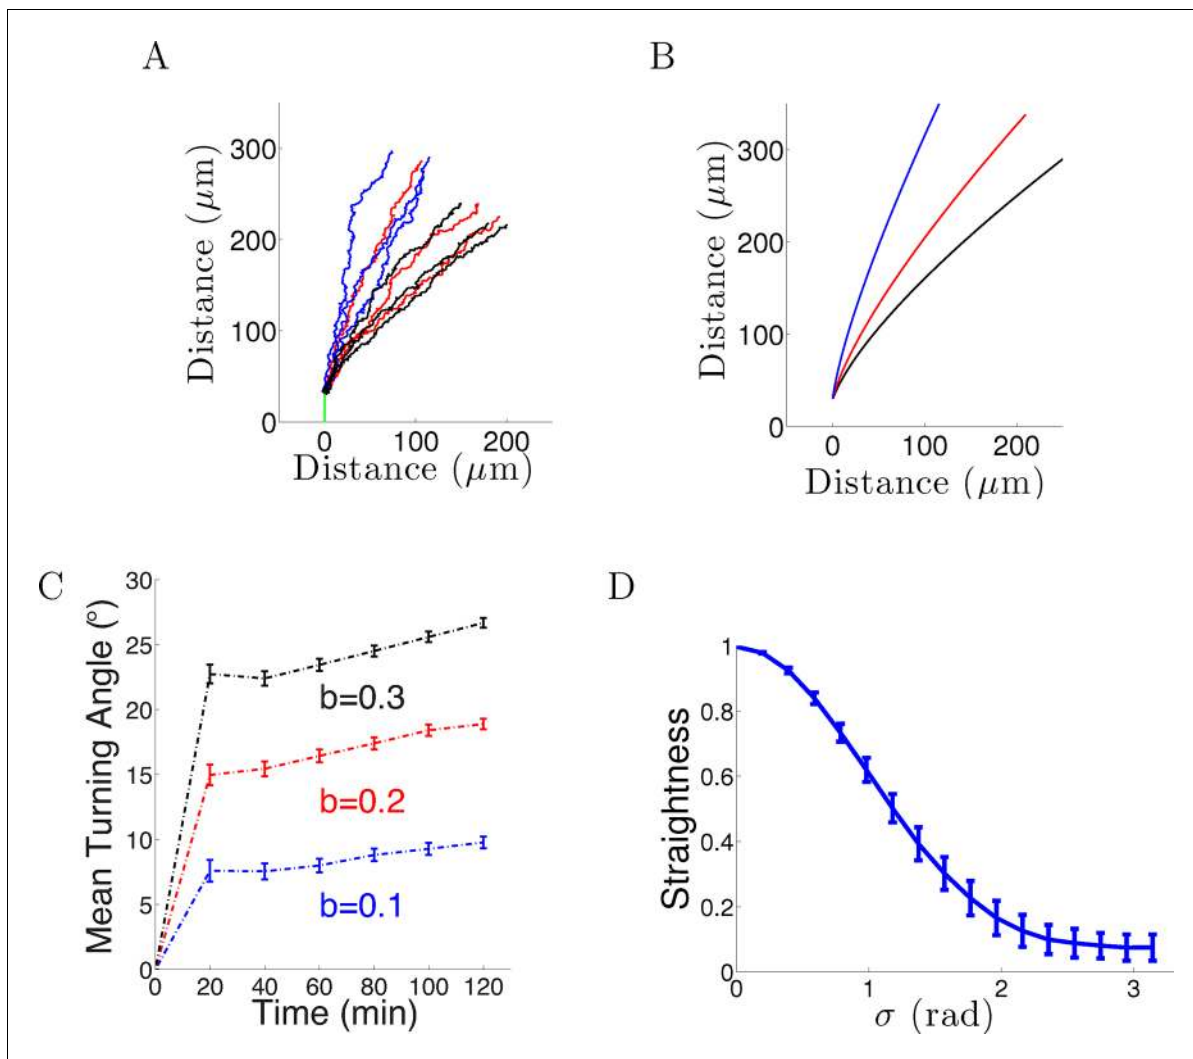 A
Distance (μm)
300
200
100
0
0 100 200
Distance (μm)
B
Distance (μm)
300
200
100
0
0 100 200
Distance (μm)
C
Mean Turning Angle (°)
30
25
20
15
10
5
0
b=0.3
b=0.2
b=0.1
0 20 40 60 80 100 120
Time (min)
D
Straightness
1
0.8
0.6
0.4
0.2
0
0 1 2 3
σ (rad)